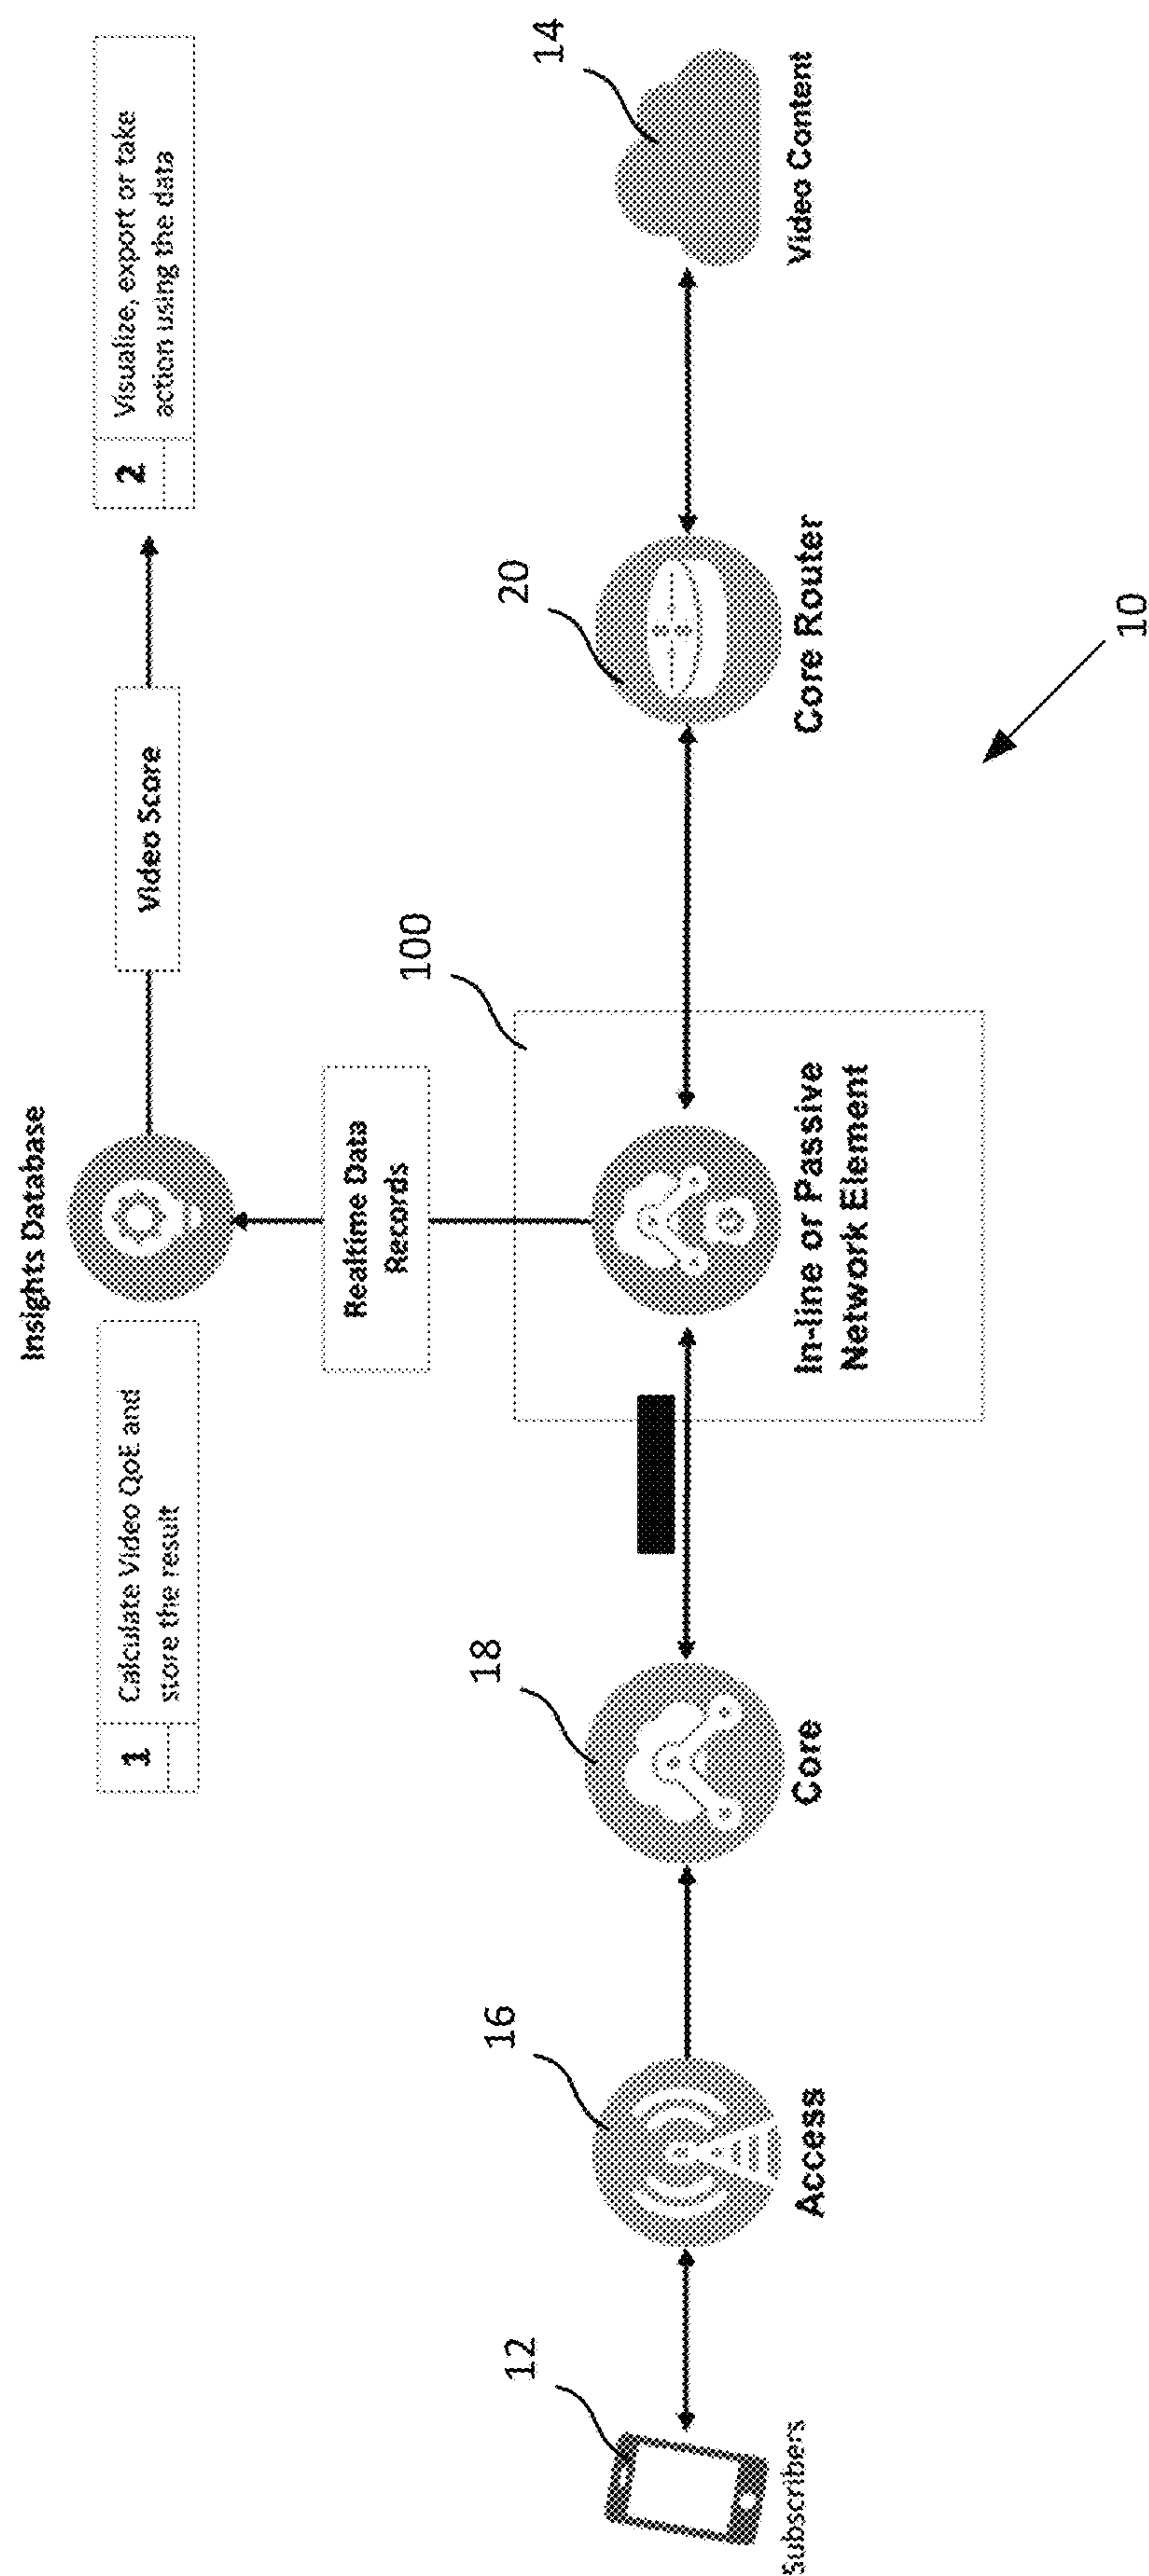 Insights Database
1
Calculate Video QoE and
store the result
Video Score
2
Visualize, export or take
action using the data
Realtime Data
Records
100
12
Subscribers
16
Access
18
Core
In-line or Passive
Network Element
20
Core Router
14
Video Content
10